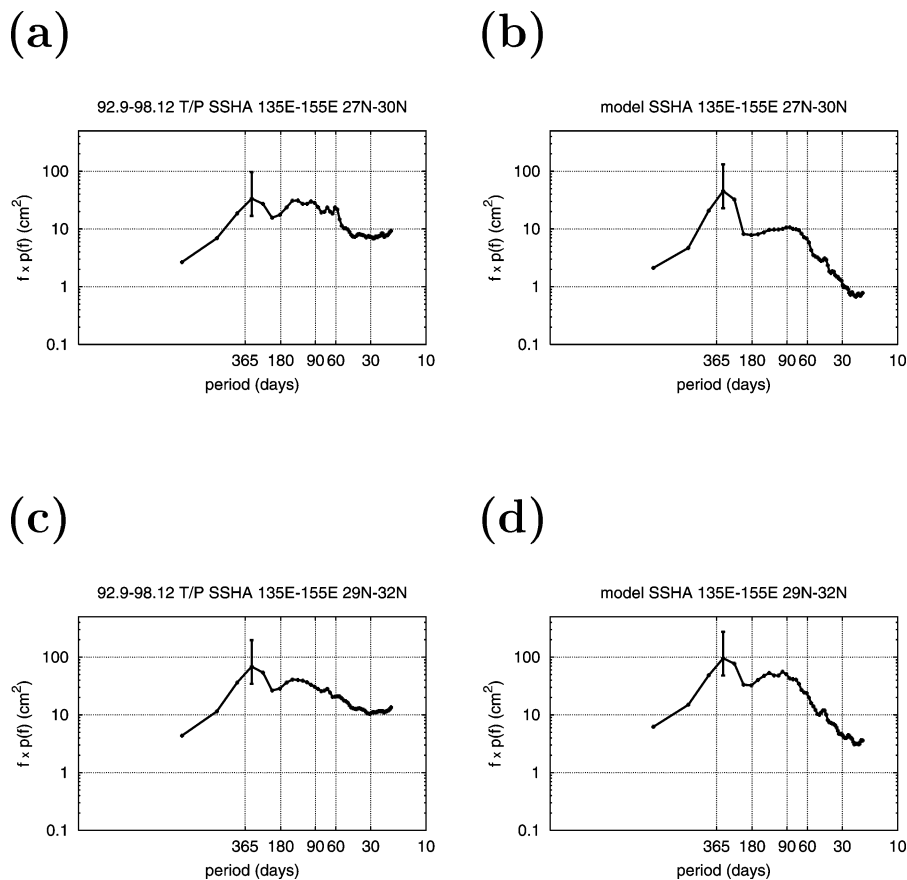 (a)
92.9-98.12 T/P SSHA 135E-155E 27N-30N
f x p(f) (cm2)
100
10
1
0.1
365 180 90 60 30 10
period (days)
(b)
model SSHA 135E-155E 27N-30N
f x p(f) (cm2)
100
10
1
0.1
365 180 90 60 30 10
period (days)
(c)
92.9-98.12 T/P SSHA 135E-155E 29N-32N
f x p(f) (cm2)
100
10
1
0.1
365 180 90 60 30 10
period (days)
(d)
model SSHA 135E-155E 29N-32N
f x p(f) (cm2)
100
10
1
0.1
365 180 90 60 30 10
period (days)